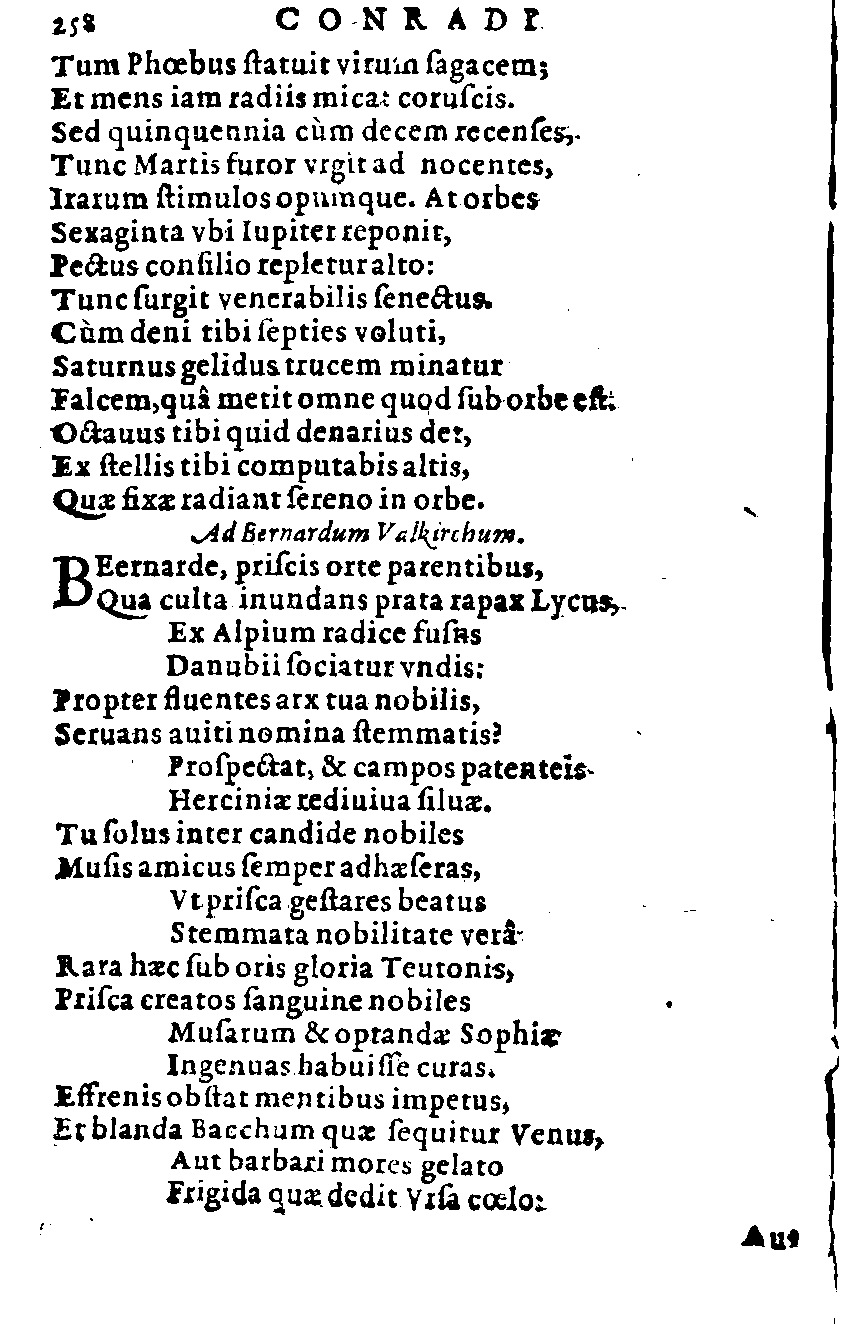 258 CONRADI
Tum Phœbus ſtatuit virum ſagacem;
Et mens iam radiis micat coruſcis.
Sed quinquennia cùm decem recenſes,
Tunc Martis furor vrgit ad nocentes,
Irarum ſtimulos opumque. At orbes
Sexaginta vbi Iupiter reponit,
Pectus conſilio repletur alto:
Tunc ſurgit venerabilis ſenectus.
Cùm deni tibi ſepties voluti,
Saturnus gelidus trucem minatur
Falcem, quâ metit omne quod ſub orbe eſt:
Octauus tibi quid denarius det,
Ex ſtellis tibi computabis altis,
Quæ fixæ radiant ſereno in orbe.
Ad Bernardum Valkirchum.
BEernarde, priſcis orte parentibus,
Qua culta inundans prata rapax Lycus,
Ex Alpium radice fuſus
Danubii ſociatur vndis:
Propter fluentes arx tua nobilis,
Seruans auiti nomina ſtemmatis?
Proſpectat, & campos patenteis
Herciniæ rediuiua ſiluæ.
Tu ſolus inter candide nobiles
Muſis amicus ſemper adhæſeras,
Vt priſca geſtares beatus
Stemmata nobilitate verâ
Rara hæc ſub oris gloria Teutonis,
Priſca creatos ſanguine nobiles
Muſarum & optandæ Sophiæ
Ingenuas habuiſſe curas.
Effrenis obſtat mentibus impetus,
Et blanda Bacchum quæ ſequitur Venus,
Aut barbari mores gelato
Frigida quæ dedit Vrſa cœlo:
Aut